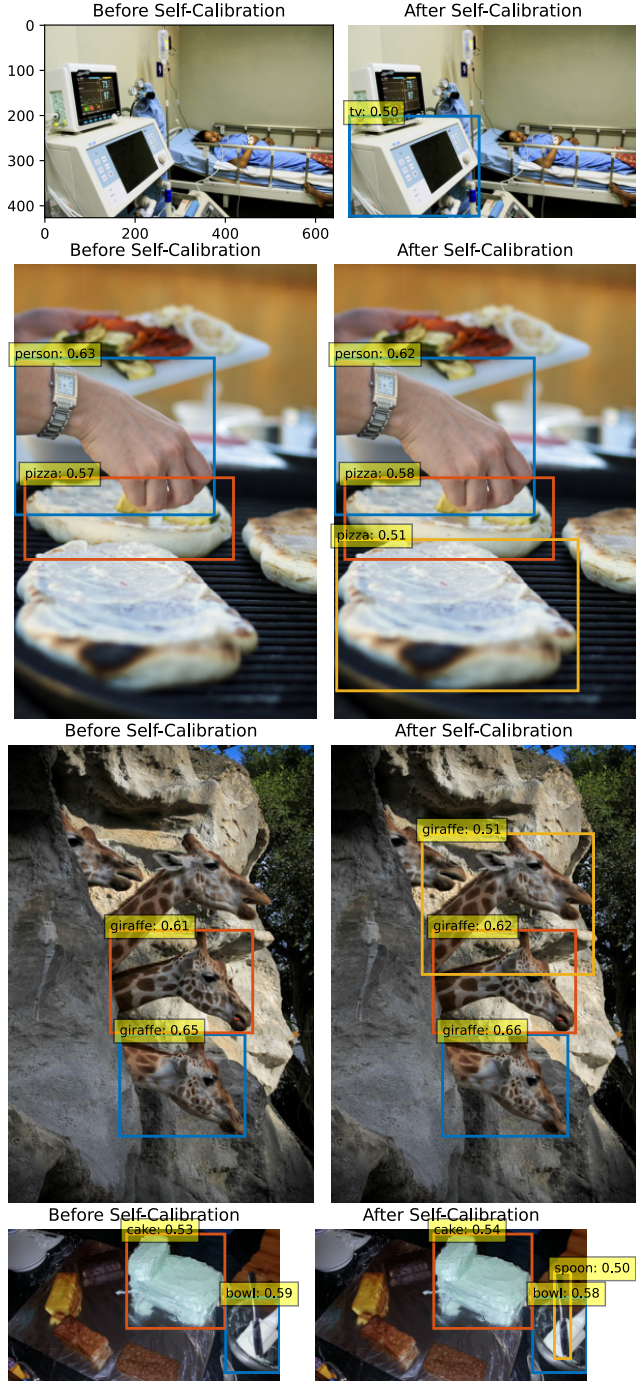 Before Self-Calibration
After Self-Calibration
0
100
200
300
400
0 200 400 600
tv: 0.50
Before Self-Calibration
After Self-Calibration
person: 0.63
person: 0.62
pizza: 0.57
pizza: 0.58
pizza: 0.51
Before Self-Calibration
After Self-Calibration
giraffe: 0.51
giraffe: 0.61
giraffe: 0.62
giraffe: 0.65
giraffe: 0.66
Before Self-Calibration
After Self-Calibration
cake: 0.53
cake: 0.54
spoon: 0.50
bowl: 0.59
bowl: 0.58